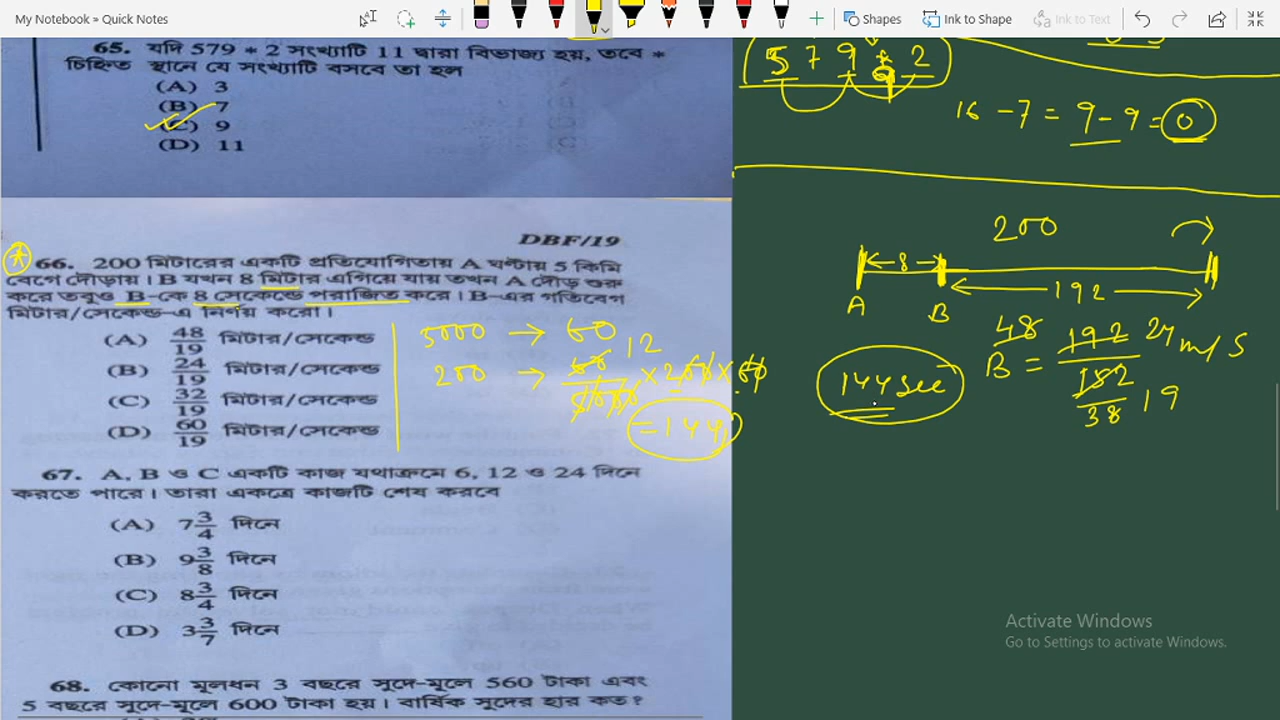 My Notebook » Quick Notes
Shapes
Ink to Shape
Ink to Text
65. যদি 579 * 2 সংখ্যাটি 11 দ্বারা বিভাজ্য হয়, তবে *
চিহ্নিত স্থানে যে সংখ্যাটি বসবে তা হল
(A) 3
(B) 7
(C) 9
(D) 11
5 7 9 2
16 - 7 = 9 - 9 = 0
DBF/19
66. 200 মিটারের একটি প্রতিযোগিতায় A ঘণ্টায় 5 কিমি
বেগে দৌড়ায়। B যখন 8 মিটার এগিয়ে যায় তখন A দৌড় শুরু
করে তবুও B-কে 8 সেকেন্ডে পরাজিত করে। B-এর গতিবেগ
মিটার/সেকেন্ড-এ নির্ণয় করো।
(A) 48/19 মিটার/সেকেন্ড
(B) 24/19 মিটার/সেকেন্ড
(C) 32/19 মিটার/সেকেন্ড
(D) 60/19 মিটার/সেকেন্ড
5000 → 60
12
200 →
= 144
200
8
A
B
192
144 sec
48
B = 192/152 24 m/s
38 19
67. A, B ও C একটি কাজ যথাক্রমে 6, 12 ও 24 দিনে
করতে পারে। তারা একত্রে কাজটি শেষ করবে
(A) 7 3/4 দিনে
(B) 9 3/8 দিনে
(C) 8 3/4 দিনে
(D) 3 3/7 দিনে
68. কোনো মূলধন 3 বছরে সুদে-মূলে 560 টাকা এবং
5 বছরে সুদে-মূলে 600 টাকা হয়। বার্ষিক সুদের হার কত?
Activate Windows
Go to Settings to activate Windows.